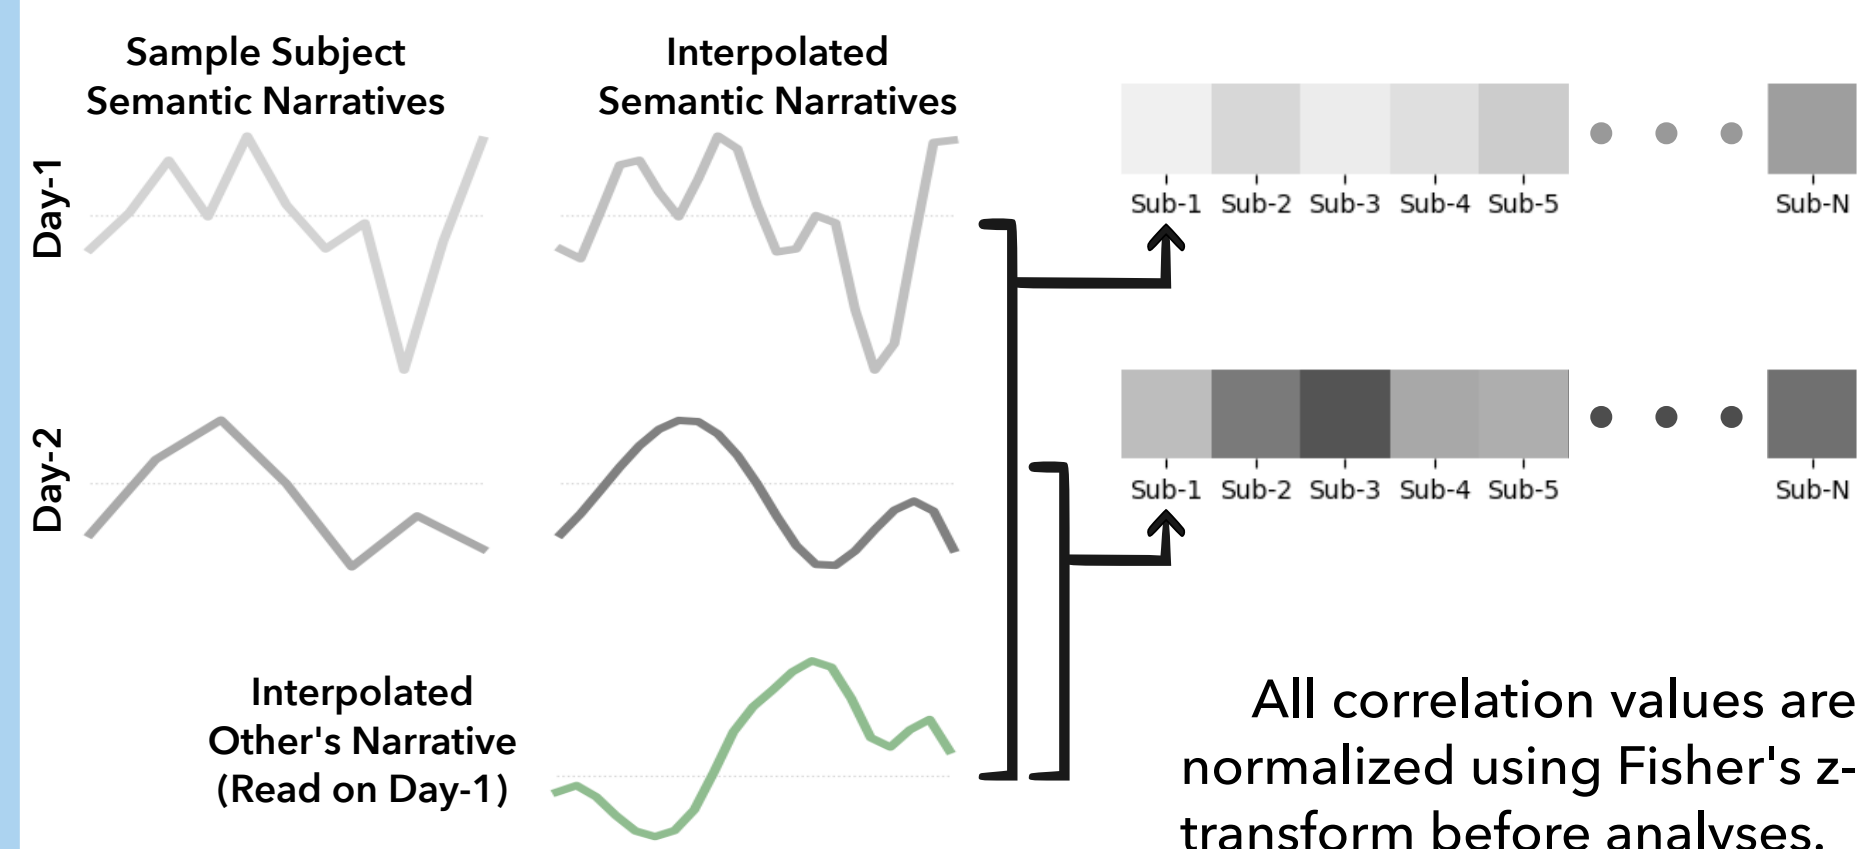 Sample Subject
Semantic Narratives
Interpolated
Semantic Narratives
Day-1
Sub-1 Sub-2 Sub-3 Sub-4 Sub-5 Sub-N
Day-2
Sub-1 Sub-2 Sub-3 Sub-4 Sub-5 Sub-N
Interpolated
Other's Narrative
(Read on Day-1)
All correlation values are
normalized using Fisher's z-
transform before analyses.